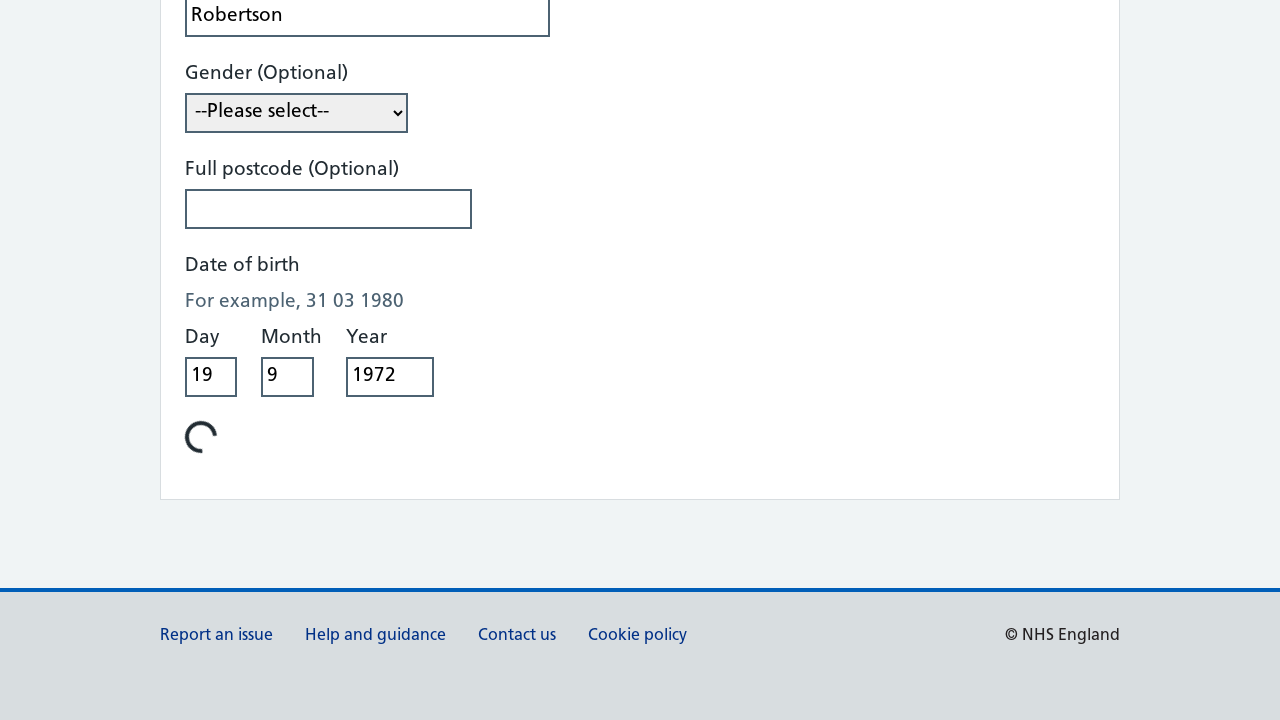 Robertson
Gender (Optional)
--Please select--
Full postcode (Optional)
Date of birth
For example, 31 03 1980
Day Month Year
19 9 1972
Report an issue Help and guidance Contact us Cookie policy © NHS England